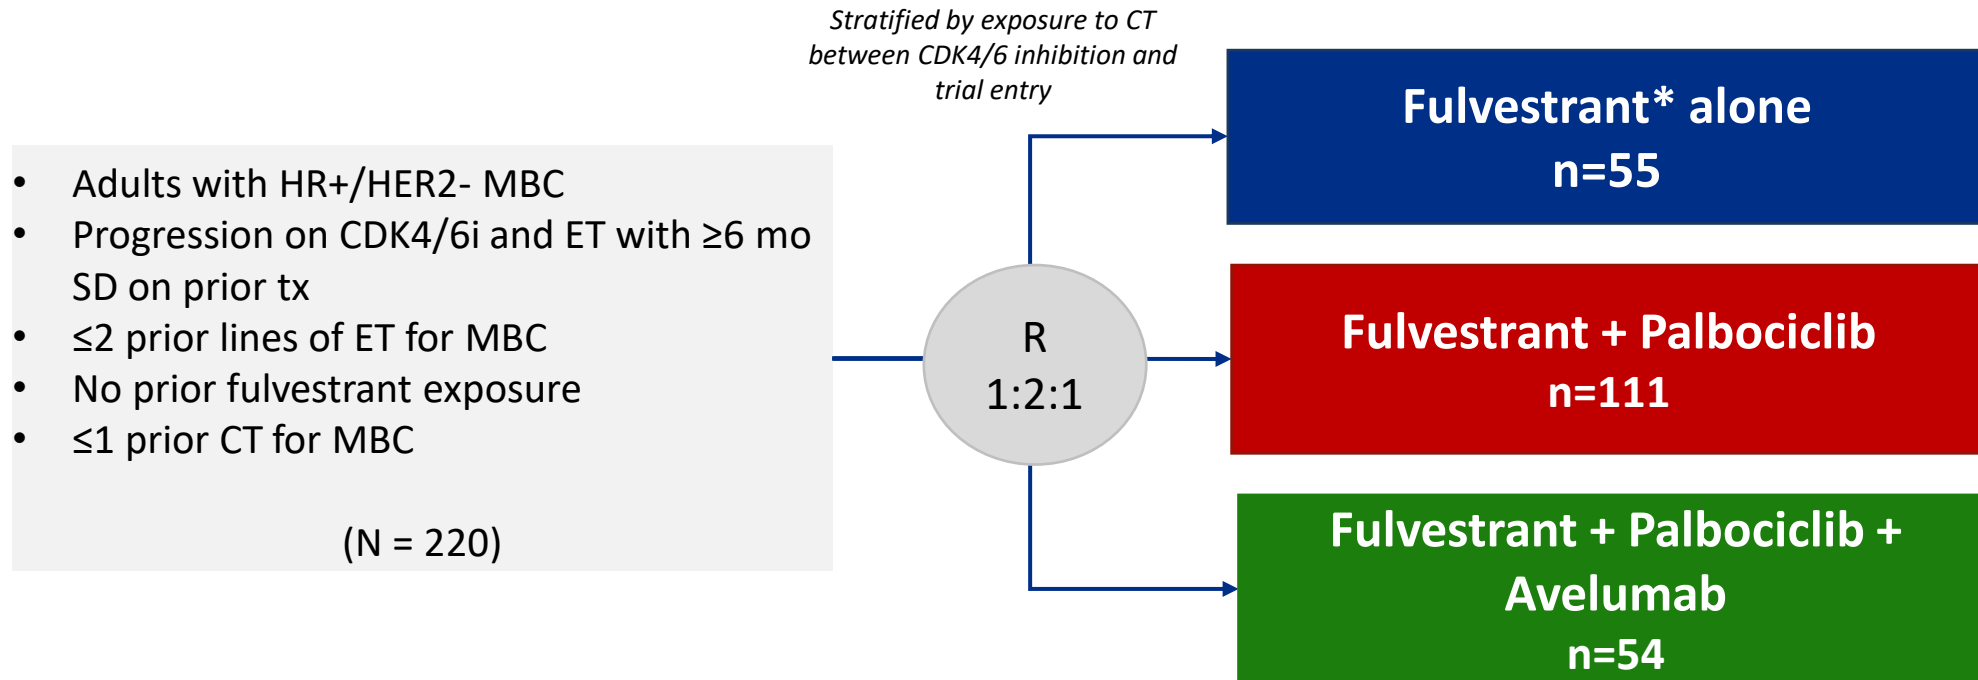 Stratified by exposure to CT
between CDK4/6 inhibition and
trial entry
• Adults with HR+/HER2- MBC
• Progression on CDK4/6i and ET with ≥6 mo
SD on prior tx
• ≤2 prior lines of ET for MBC
• No prior fulvestrant exposure
• ≤1 prior CT for MBC
(N = 220)
R
1:2:1
Fulvestrant* alone
n=55
Fulvestrant + Palbociclib
n=111
Fulvestrant + Palbociclib +
Avelumab
n=54